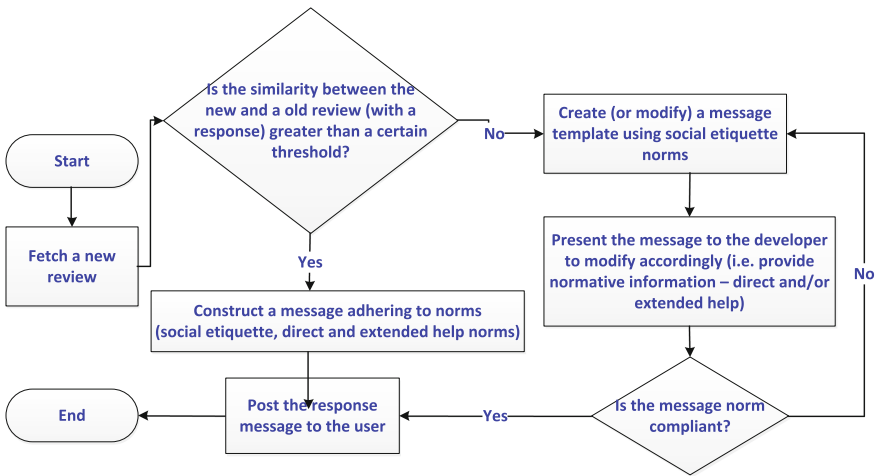 Start
Fetch a new
review
Is the similarity between the
new and a old review (with a
response) greater than a certain
threshold?
No
Yes
Construct a message adhering to norms
(social etiquette, direct and extended help norms)
Create (or modify) a message
template using social etiquette
norms
Present the message to the developer
to modify accordingly (i.e. provide
normative information – direct and/or
extended help)
No
Is the message norm
compliant?
Yes
Post the response
message to the user
End